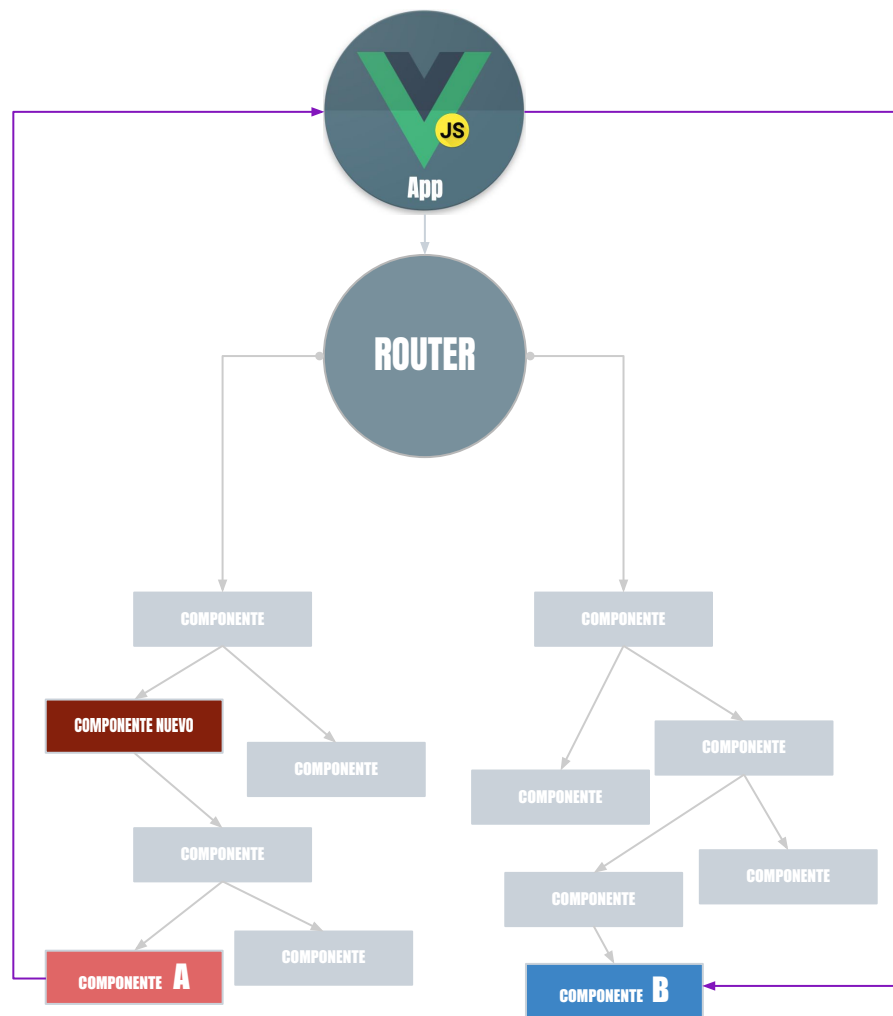 JS
App
ROUTER
COMPONENTE
COMPONENTE
COMPONENTE NUEVO
COMPONENTE
COMPONENTE
COMPONENTE
COMPONENTE
COMPONENTE
COMPONENTE
COMPONENTE
COMPONENTE
COMPONENTE A
COMPONENTE B